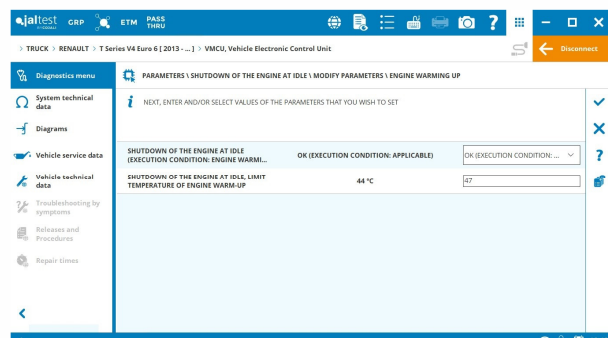 jaltest
BY COJALI
GRP
ETM
PASS
THRU
?
> TRUCK > RENAULT > T Series V4 Euro 6 [ 2013 - ... ] > VMCU, Vehicle Electronic Control Unit
Disconnect
Diagnostics menu
PARAMETERS \ SHUTDOWN OF THE ENGINE AT IDLE \ MODIFY PARAMETERS \ ENGINE WARMING UP
System technical
data
i NEXT, ENTER AND/OR SELECT VALUES OF THE PARAMETERS THAT YOU WISH TO SET
Diagrams
Vehicle service data
SHUTDOWN OF THE ENGINE AT IDLE
(EXECUTION CONDITION: ENGINE WARMI...
OK (EXECUTION CONDITION: APPLICABLE)
OK (EXECUTION CONDITION: ...
?
Vehicle technical
data
SHUTDOWN OF THE ENGINE AT IDLE, LIMIT
TEMPERATURE OF ENGINE WARM-UP
44 °C
47
Troubleshooting by
symptoms
Releases and
Procedures
Repair times